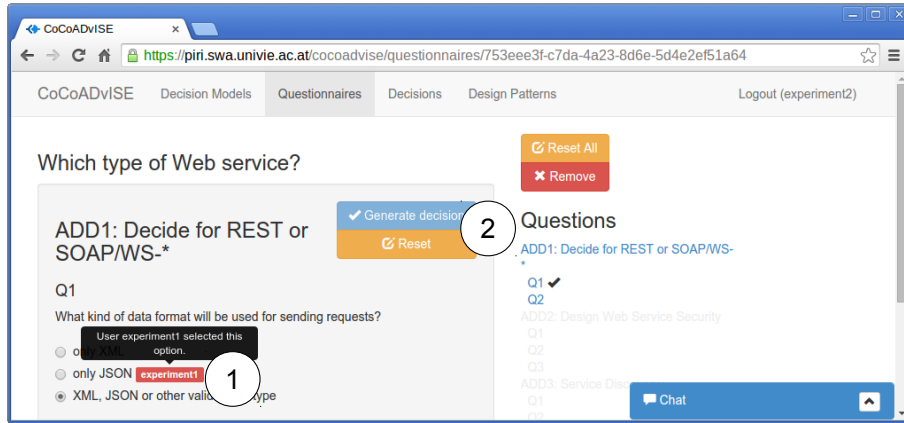 CoCoADvISE
https://piri.swa.univie.ac.at/cocoadvise/questionnaires/753eee3f-c7da-4a23-8d6e-5d4e2ef51a64
CoCoADvISE Decision Models Questionnaires Decisions Design Patterns Logout (experiment2)
Which type of Web service?
ADD1: Decide for REST or
SOAP/WS-*
Generate decision
Reset
Q1
What kind of data format will be used for sending requests?
User experiment1 selected this
option.
only XML
only JSON experiment1
XML, JSON or other valid
1
2
Reset All
Remove
Questions
ADD1: Decide for REST or SOAP/WS-
*
Q1
Q2
ADD2: Design Web Service Security
Q1
Q2
Q3
ADD3: Service
Q1
Q2
Chat